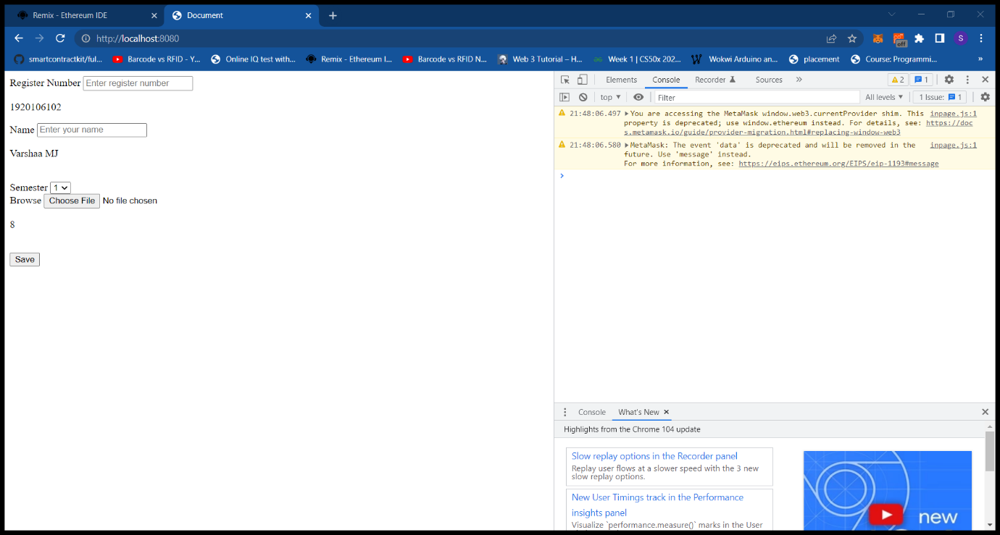 Remix - Ethereum IDE
Document
http://localhost:8080
off
S
smartcontractkit/ful...
Barcode vs RFID - Y...
Online IQ test with...
Remix - Ethereum I...
Barcode vs RFID N...
Web 3 Tutorial – H...
Week 1 | CS50x 202...
Wokwi Arduino an...
placement
Course: Programmi...
»
Register Number Enter register number
1920106102
Name Enter your name
Varshaa MJ
Semester 1
Browse Choose File No file chosen
8
Save
Elements Console Recorder Sources » 2 1
top Filter All levels 1 Issue: 1
21:48:06.497 You are accessing the MetaMask window.web3.currentProvider shim. This inpage.js:1
property is deprecated; use window.ethereum instead. For details, see: https://doc
s.metamask.io/guide/provider-migration.html#replacing-window-web3
21:48:06.580 MetaMask: The event 'data' is deprecated and will be removed in the inpage.js:1
future. Use 'message' instead.
For more information, see: https://eips.ethereum.org/EIPS/eip-1193#message
Console What's New
Highlights from the Chrome 104 update
Slow replay options in the Recorder panel
Replay user flows at a slower speed with the 3 new
slow replay options.
New User Timings track in the Performance
insights panel
Visualize `performance.measure()` marks in the User
new